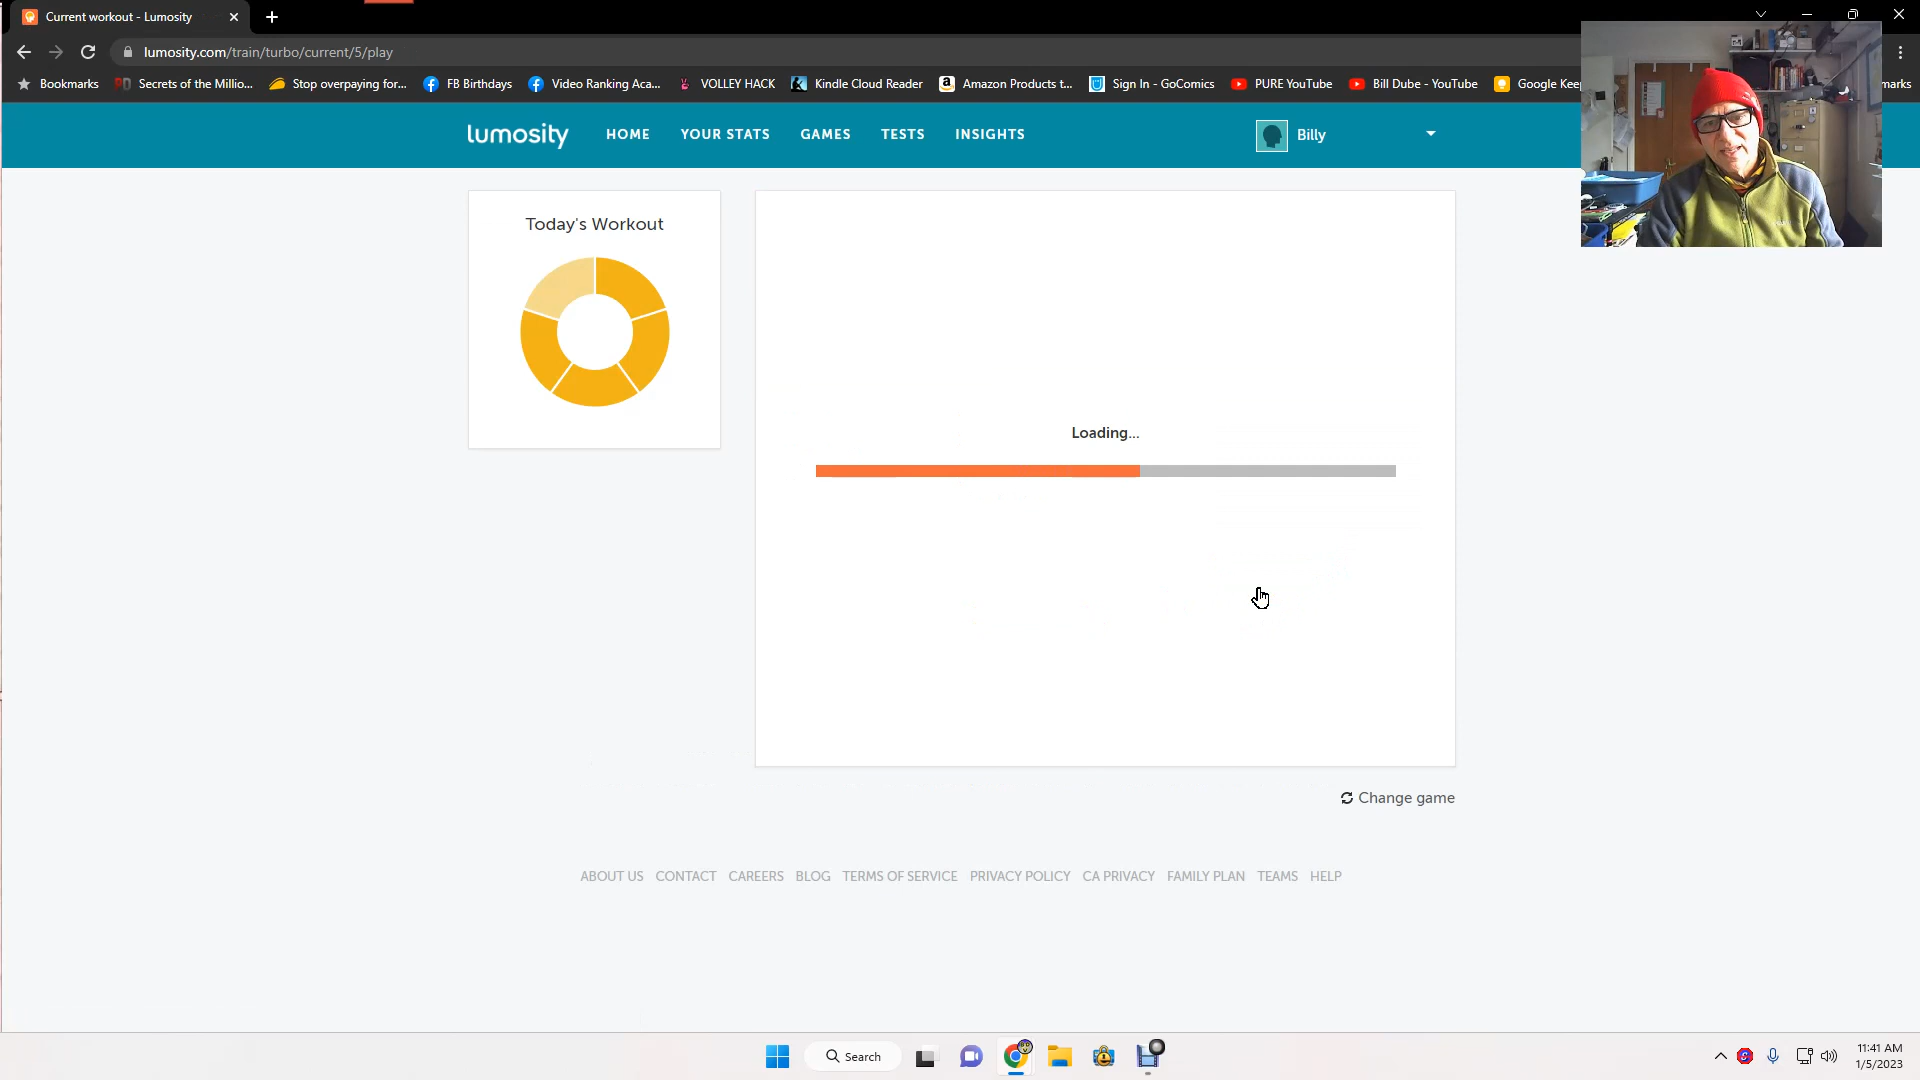 Current workout - Lumosity
lumosity.com/train/turbo/current/5/play
Bookmarks Secrets of the Millio... Stop overpaying for... FB Birthdays Video Ranking Aca... VOLLEY HACK Kindle Cloud Reader Amazon Products t... Sign In - GoComics PURE YouTube Bill Dube - YouTube Google Kee marks
lumosity HOME YOUR STATS GAMES TESTS INSIGHTS Billy
Today's Workout
Loading...
Change game
ABOUT US CONTACT CAREERS BLOG TERMS OF SERVICE PRIVACY POLICY CA PRIVACY FAMILY PLAN TEAMS HELP
Search
11:41 AM
1/5/2023